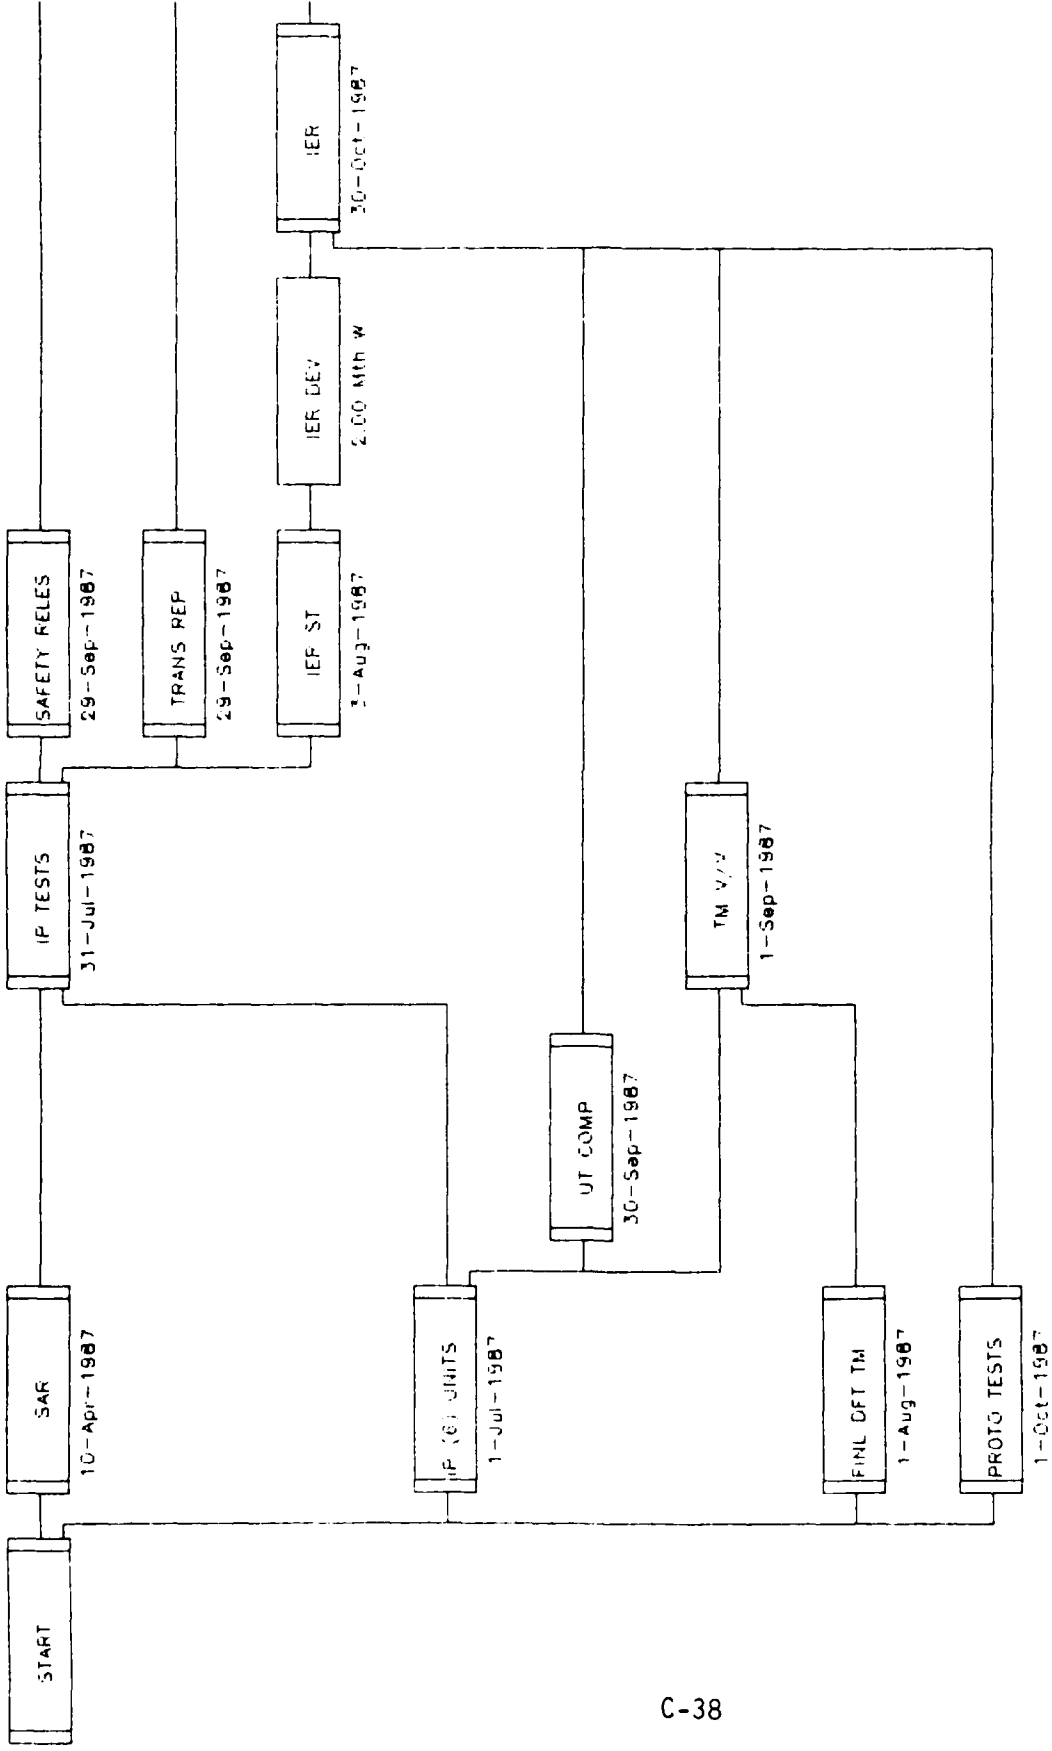 START
SAR
10-Apr-1987
IP TESTS
31-Jul-1987
SAFETY RELES
29-Sep-1987
TRANS REP
29-Sep-1987
IER ST
3-Aug-1987
IER DEV
2.00 Mth W
IER
30-Oct-1987
IP (6) UNITS
1-Jul-1987
UT COMP
30-Sep-1987
TM V/V
1-Sep-1987
FINL DFT TM
1-Aug-1987
PROTO TESTS
1-Oct-1987
C-38